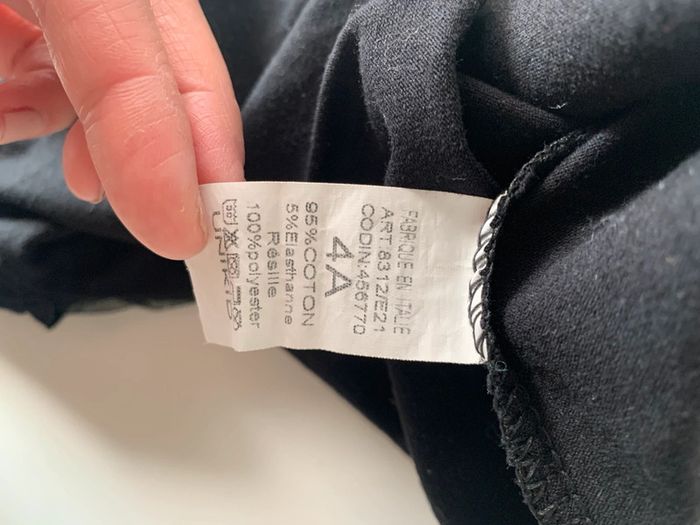 FABRIQUE EN ITALIE
ART:8312/E21
CODIN:456770
4A
95%COTON
5%Elasthanne
Résille
100%polyester